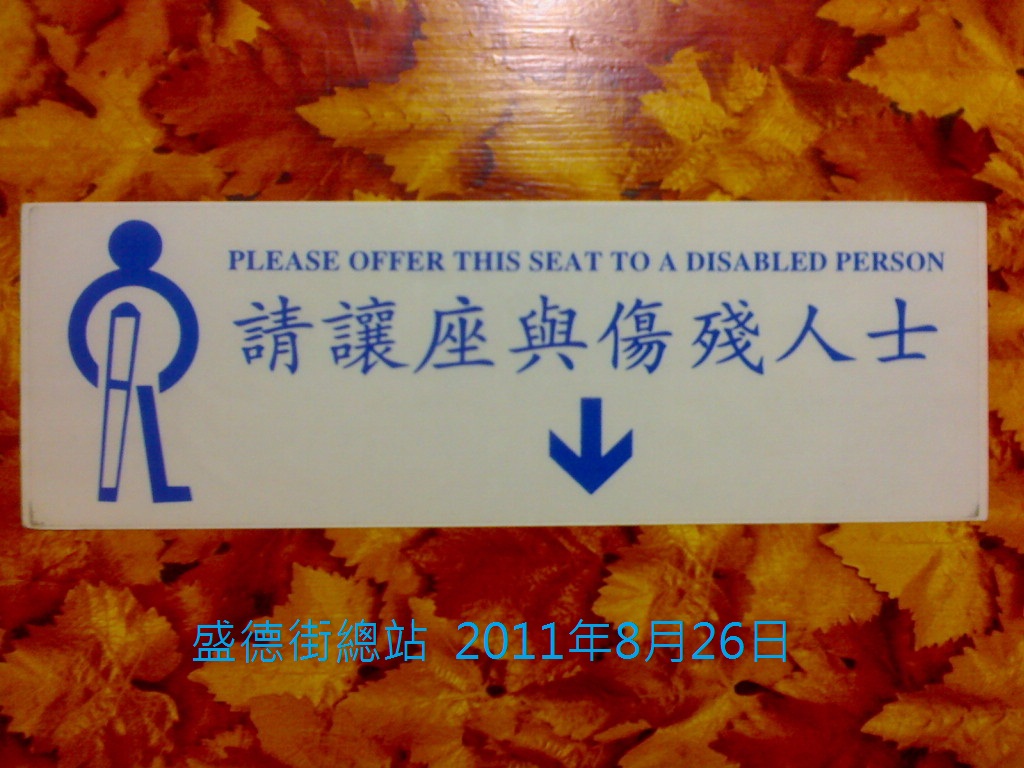 PLEASE OFFER THIS SEAT TO A DISABLED PERSON
請讓座與傷殘人士
盛德街總站 2011年8月26日